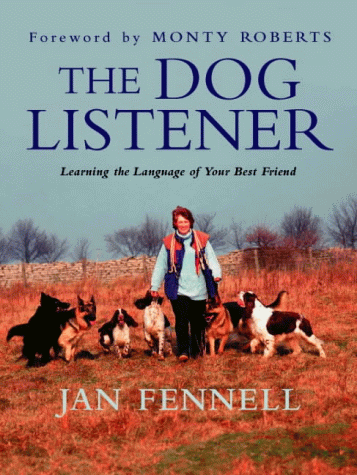 Foreword by MONTY ROBERTS
THE DOG
LISTENER
Learning the Language of Your Best Friend
JAN FENNELL